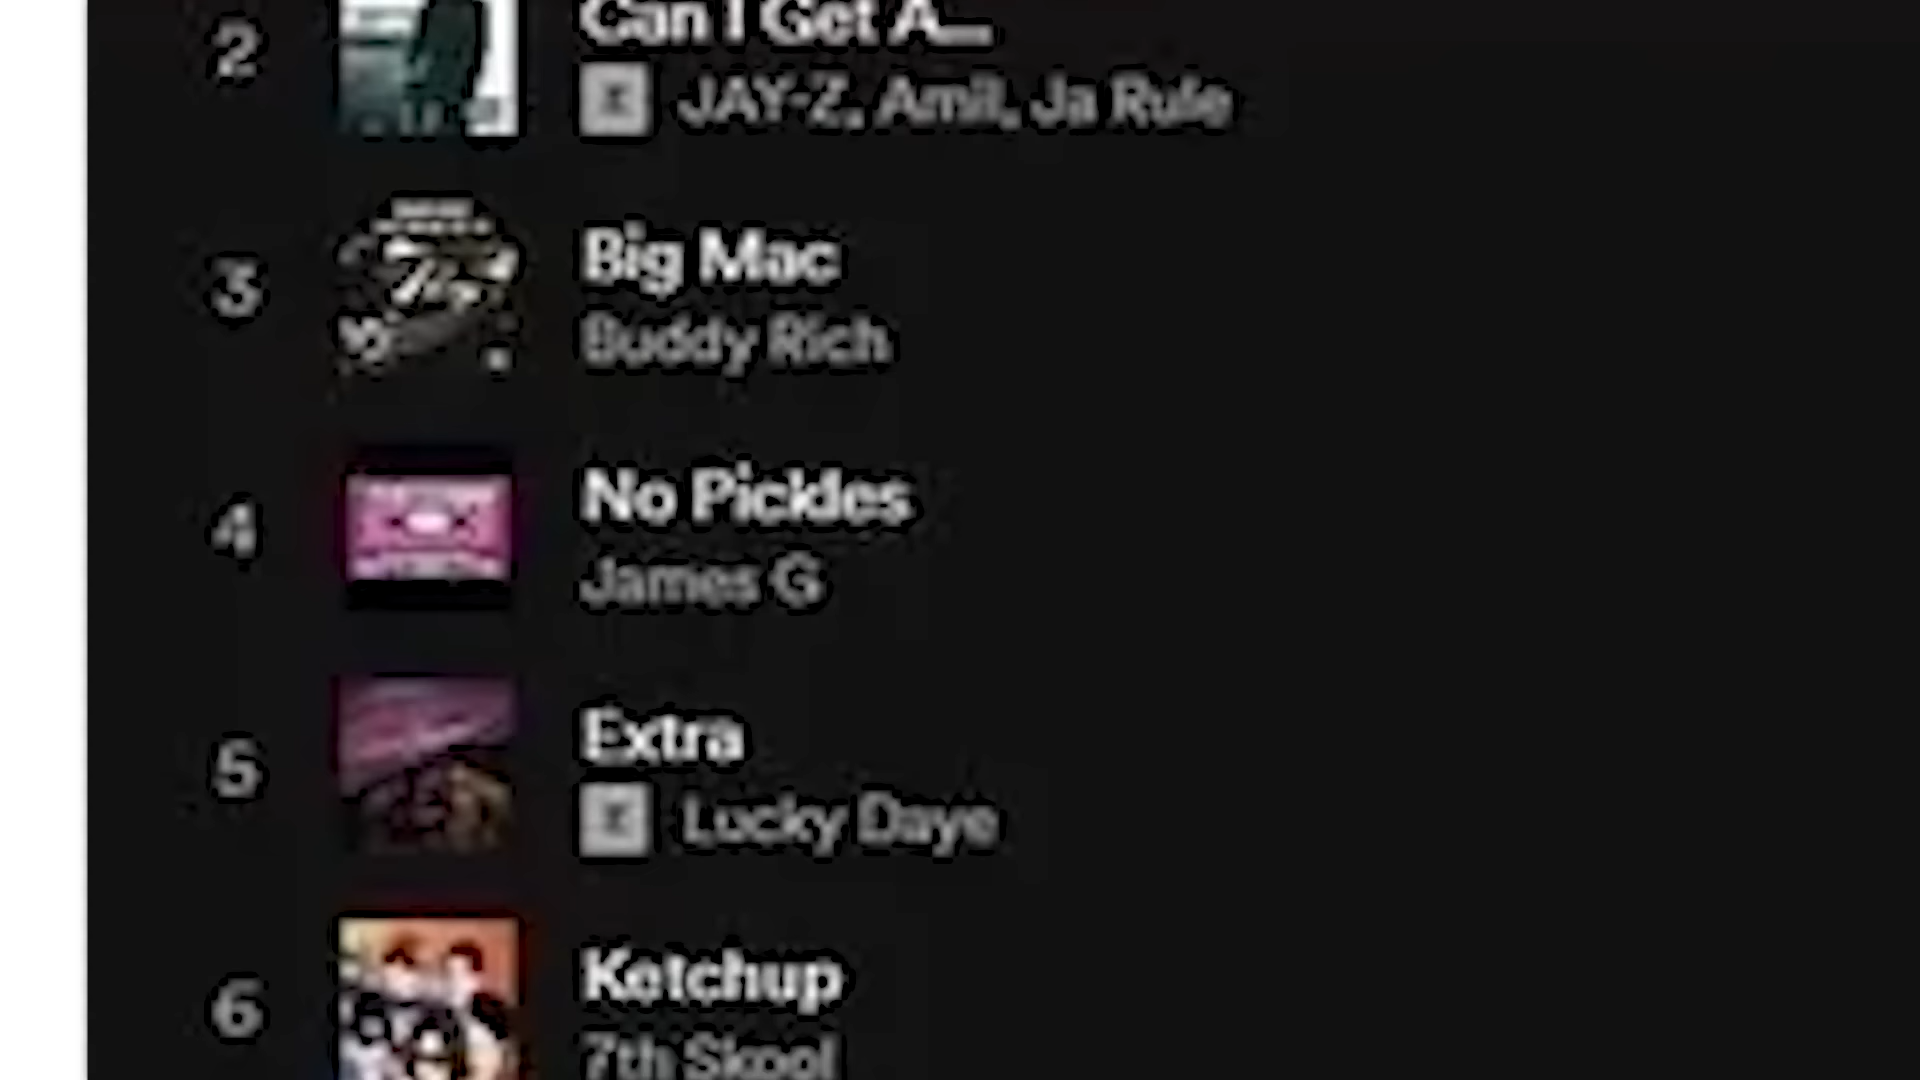 2
Can I Get A...
E JAY-Z, Amil, Ja Rule
3
Big Mac
Buddy Rich
4
No Pickles
James G
5
Extra
E Lucky Daye
6
Ketchup
7th Skool